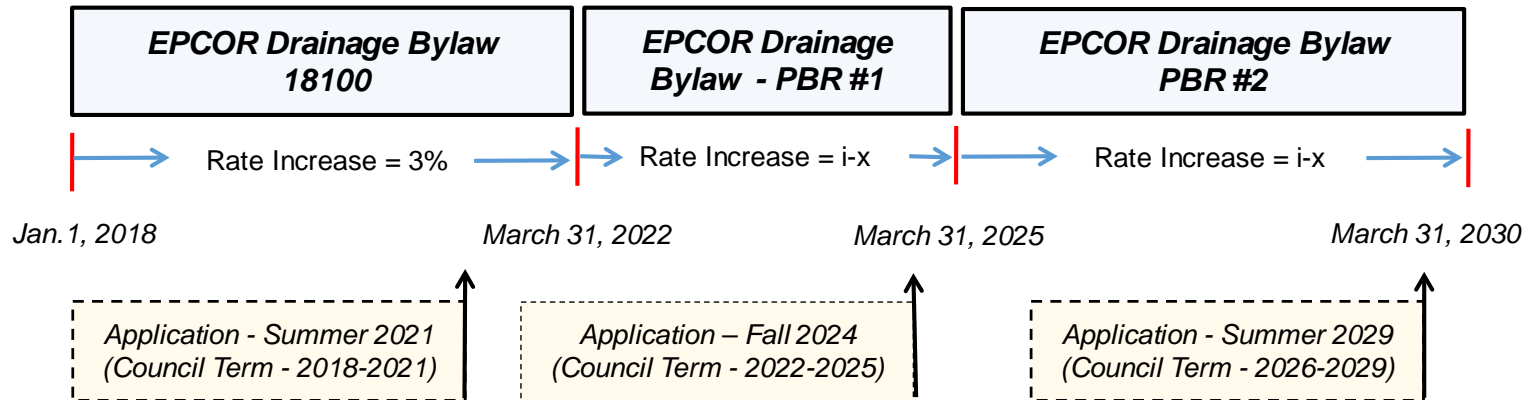 EPCOR Drainage Bylaw
18100
EPCOR Drainage
Bylaw - PBR #1
EPCOR Drainage Bylaw
PBR #2
Rate Increase = 3%
Rate Increase = i-x
Rate Increase = i-x
Jan.1, 2018
March 31, 2022
March 31, 2025
March 31, 2030
Application - Summer 2021
(Council Term - 2018-2021)
Application – Fall 2024
(Council Term - 2022-2025)
Application - Summer 2029
(Council Term - 2026-2029)